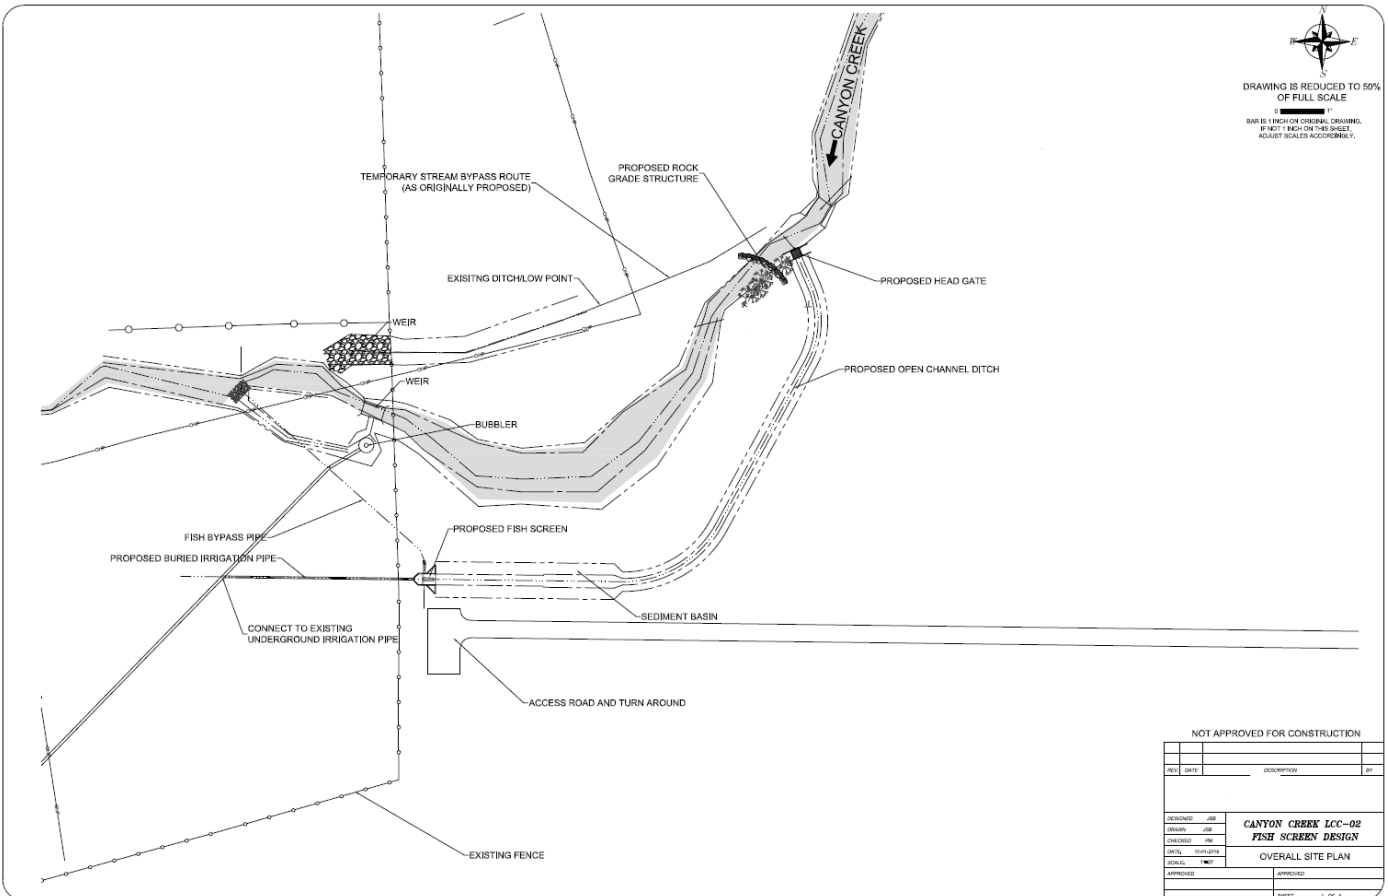 N
W E
S
DRAWING IS REDUCED TO 50%
OF FULL SCALE
0 1"
BAR IS 1 INCH ON ORIGINAL DRAWING.
IF NOT 1 INCH ON THIS SHEET,
ADJUST SCALES ACCORDINGLY.
CANYON CREEK
TEMPORARY STREAM BYPASS ROUTE
(AS ORIGINALLY PROPOSED)
PROPOSED ROCK
GRADE STRUCTURE
EXISITNG DITCH/LOW POINT
PROPOSED HEAD GATE
WEIR
PROPOSED OPEN CHANNEL DITCH
WEIR
BUBBLER
FISH BYPASS PIPE
PROPOSED FISH SCREEN
PROPOSED BURIED IRRIGATION PIPE
SEDIMENT BASIN
CONNECT TO EXISTING
UNDERGROUND IRRIGATION PIPE
ACCESS ROAD AND TURN AROUND
EXISTING FENCE
NOT APPROVED FOR CONSTRUCTION
REV. DATE DESCRIPTION BY
DESIGNED JSB
DRAWN JSB
CHECKED PM
DATE:
SCALE:
CANYON CREEK LCC-02
FISH SCREEN DESIGN
OVERALL SITE PLAN
APPROVED APPROVED
SHEET